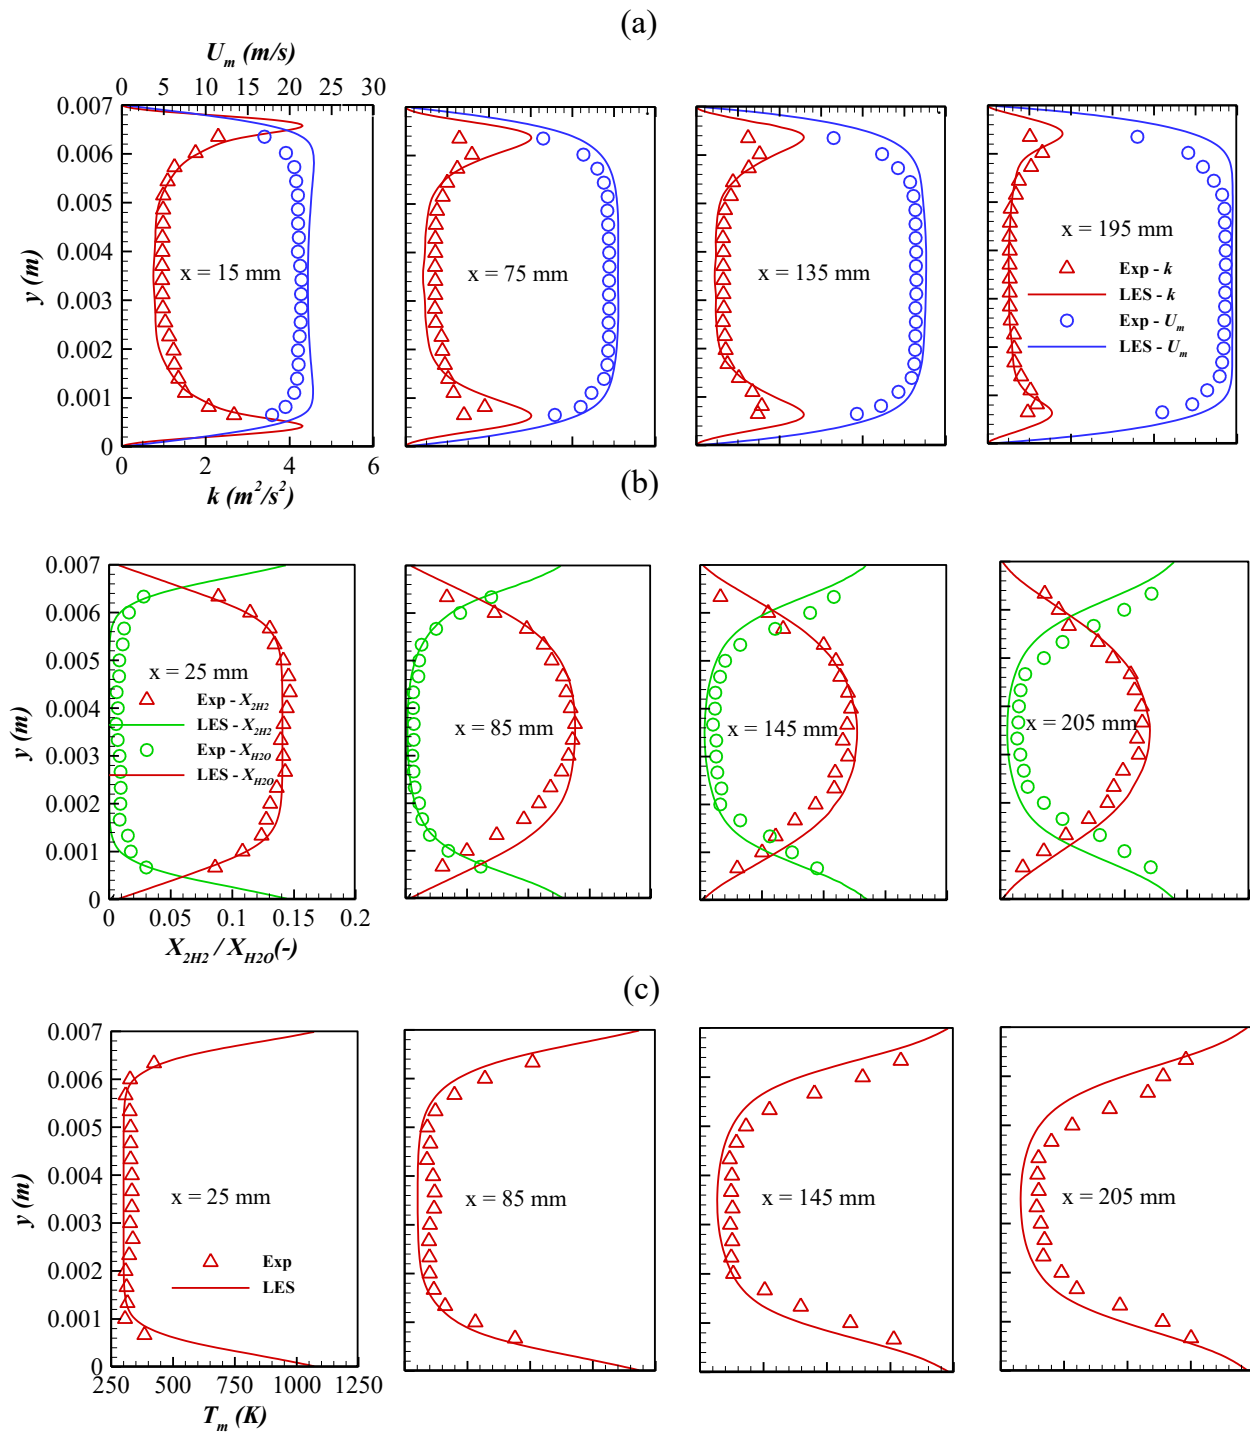 (a)
U_m (m/s)
0 5 10 15 20 25 30
0.007
0.006
0.005
0.004
0.003
0.002
0.001
0
y (m)
x = 15 mm
x = 75 mm
x = 135 mm
x = 195 mm
Exp - k
LES - k
Exp - U_m
LES - U_m
0 2 4 6
k (m²/s²)
(b)
0.007
0.006
0.005
0.004
0.003
0.002
0.001
0
y (m)
x = 25 mm
Exp - X_2H2
LES - X_2H2
Exp - X_H2O
LES - X_H2O
x = 85 mm
x = 145 mm
x = 205 mm
0 0.05 0.1 0.15 0.2
X_2H2 / X_H2O(-)
(c)
0.007
0.006
0.005
0.004
0.003
0.002
0.001
0
y (m)
x = 25 mm
Exp
LES
x = 85 mm
x = 145 mm
x = 205 mm
250 500 750 1000 1250
T_m (K)